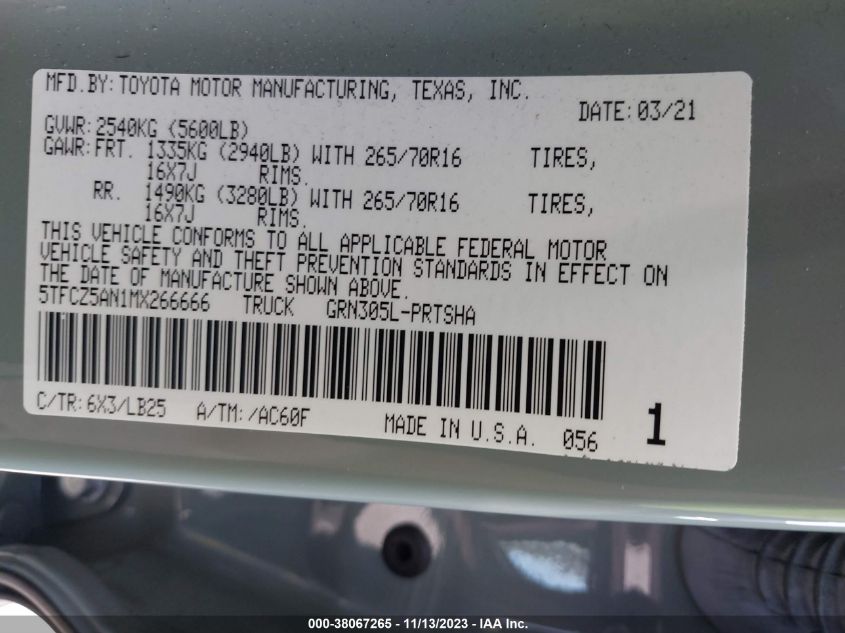 MFD.BY: TOYOTA MOTOR MANUFACTURING, TEXAS, INC.
DATE: 03/21
GVWR: 2540KG (5600LB)
GAWR: FRT. 1335KG (2940LB) WITH 265/70R16 TIRES,
16X7J RIMS.
RR. 1490KG (3280LB) WITH 265/70R16 TIRES,
16X7J RIMS.
THIS VEHICLE CONFORMS TO ALL APPLICABLE FEDERAL MOTOR
VEHICLE SAFETY AND THEFT PREVENTION STANDARDS IN EFFECT ON
THE DATE OF MANUFACTURE SHOWN ABOVE.
5TFCZ5AN1MX266666 TRUCK GRN305L-PRTSHA
C/TR: 6X3/LB25 A/TM: /AC60F MADE IN U.S.A. 056 1
000-38067265 - 11/13/2023 - IAA Inc.